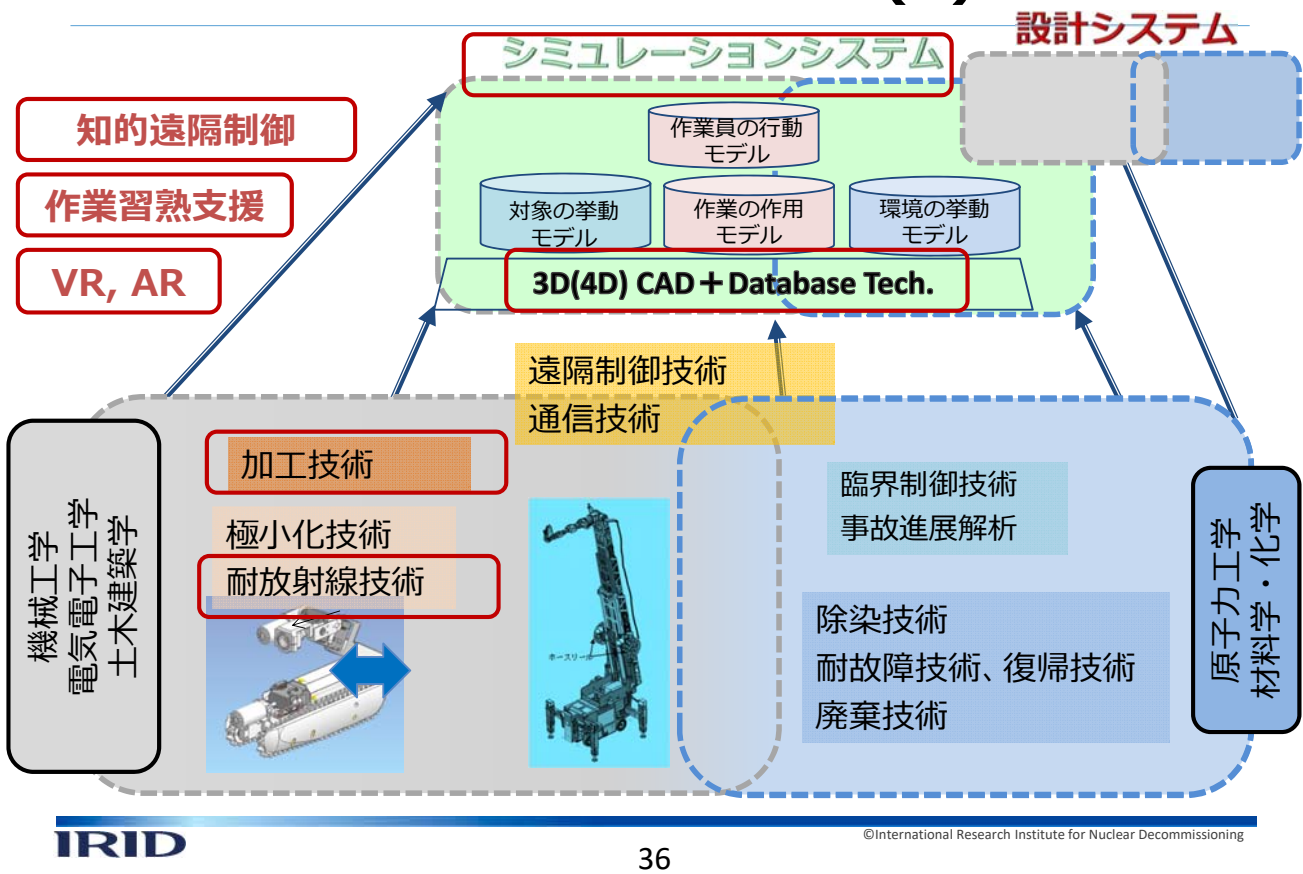 設計システム
シミュレーションシステム
知的遠隔制御
作業習熟支援
VR, AR
作業員の行動
モデル
対象の挙動
モデル
作業の作用
モデル
環境の挙動
モデル
3D(4D) CAD＋Database Tech.
遠隔制御技術
通信技術
機械工学
電気電子工学
土木建築学
加工技術
極小化技術
耐放射線技術
ホースリール
臨界制御技術
事故進展解析
除染技術
耐故障技術、復帰技術
廃棄技術
原子力工学
材料学・化学
IRID
©International Research Institute for Nuclear Decommissioning
36